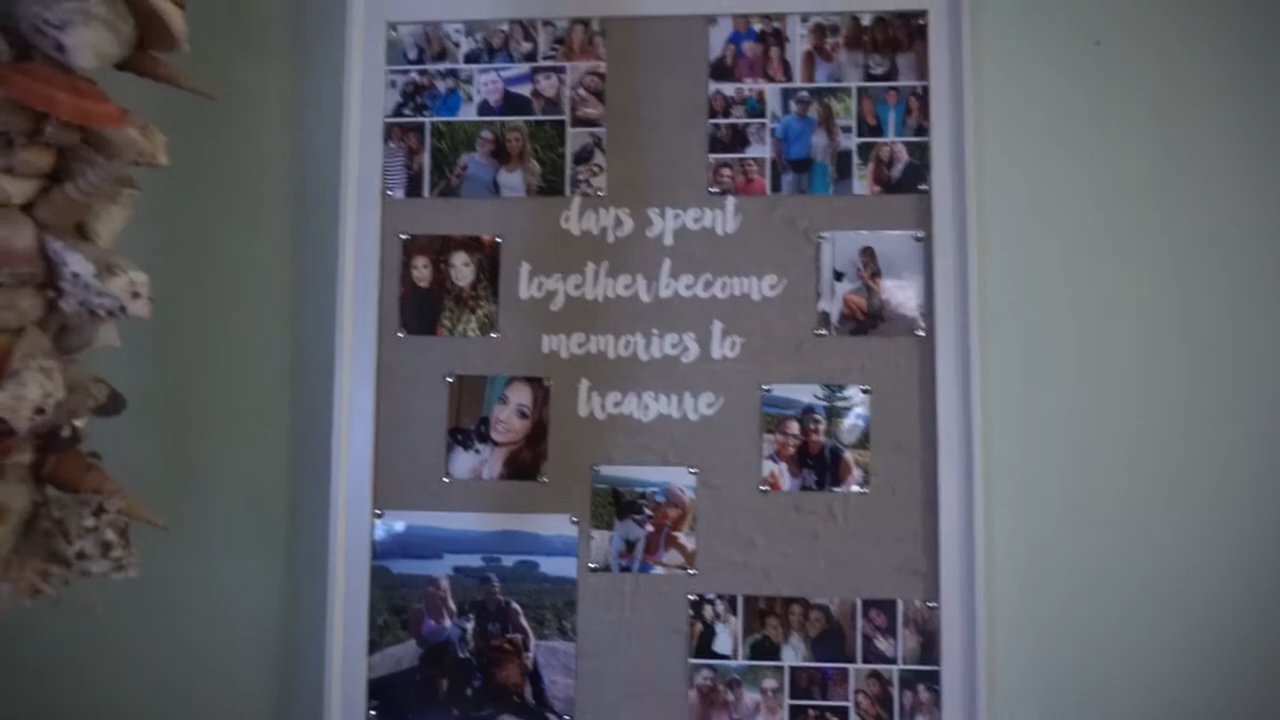 days spent
together become
memories to
treasure